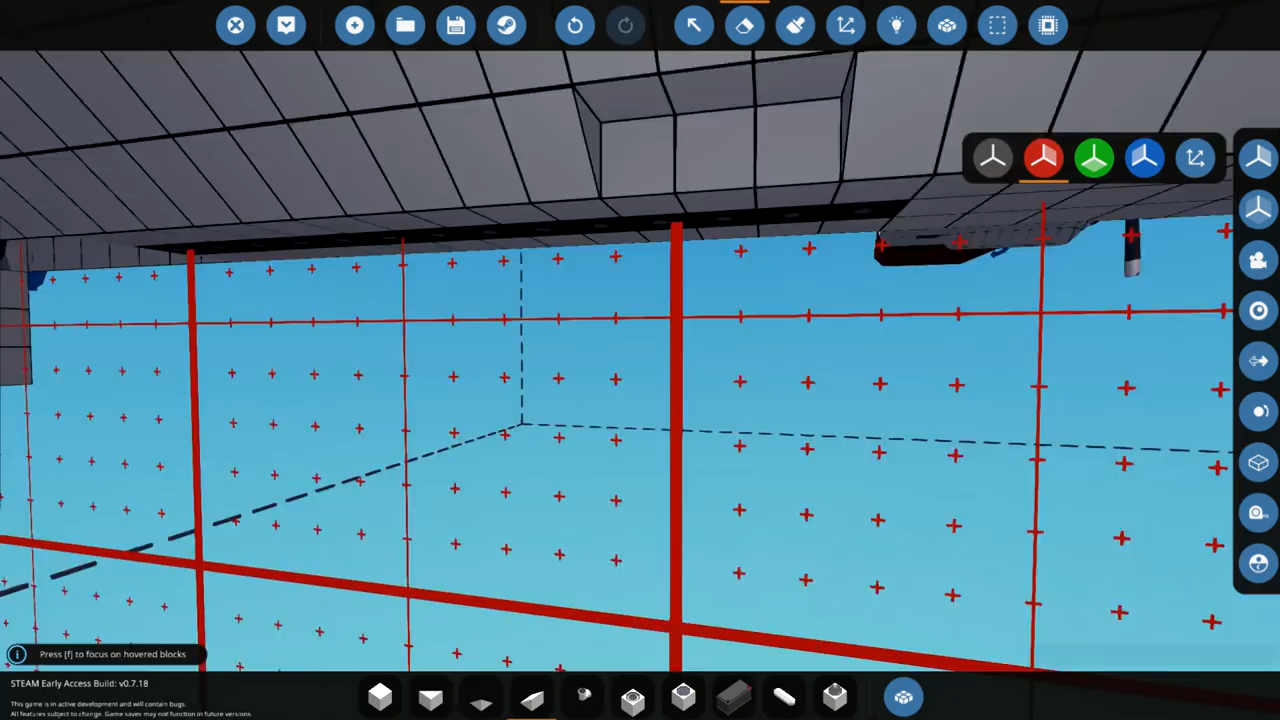 Press [f] to focus on hovered blocks
STEAM Early Access Build: v0.7.18
This game is in active development and will contain bugs.
All features subject to change. Game saves may not function in future versions.